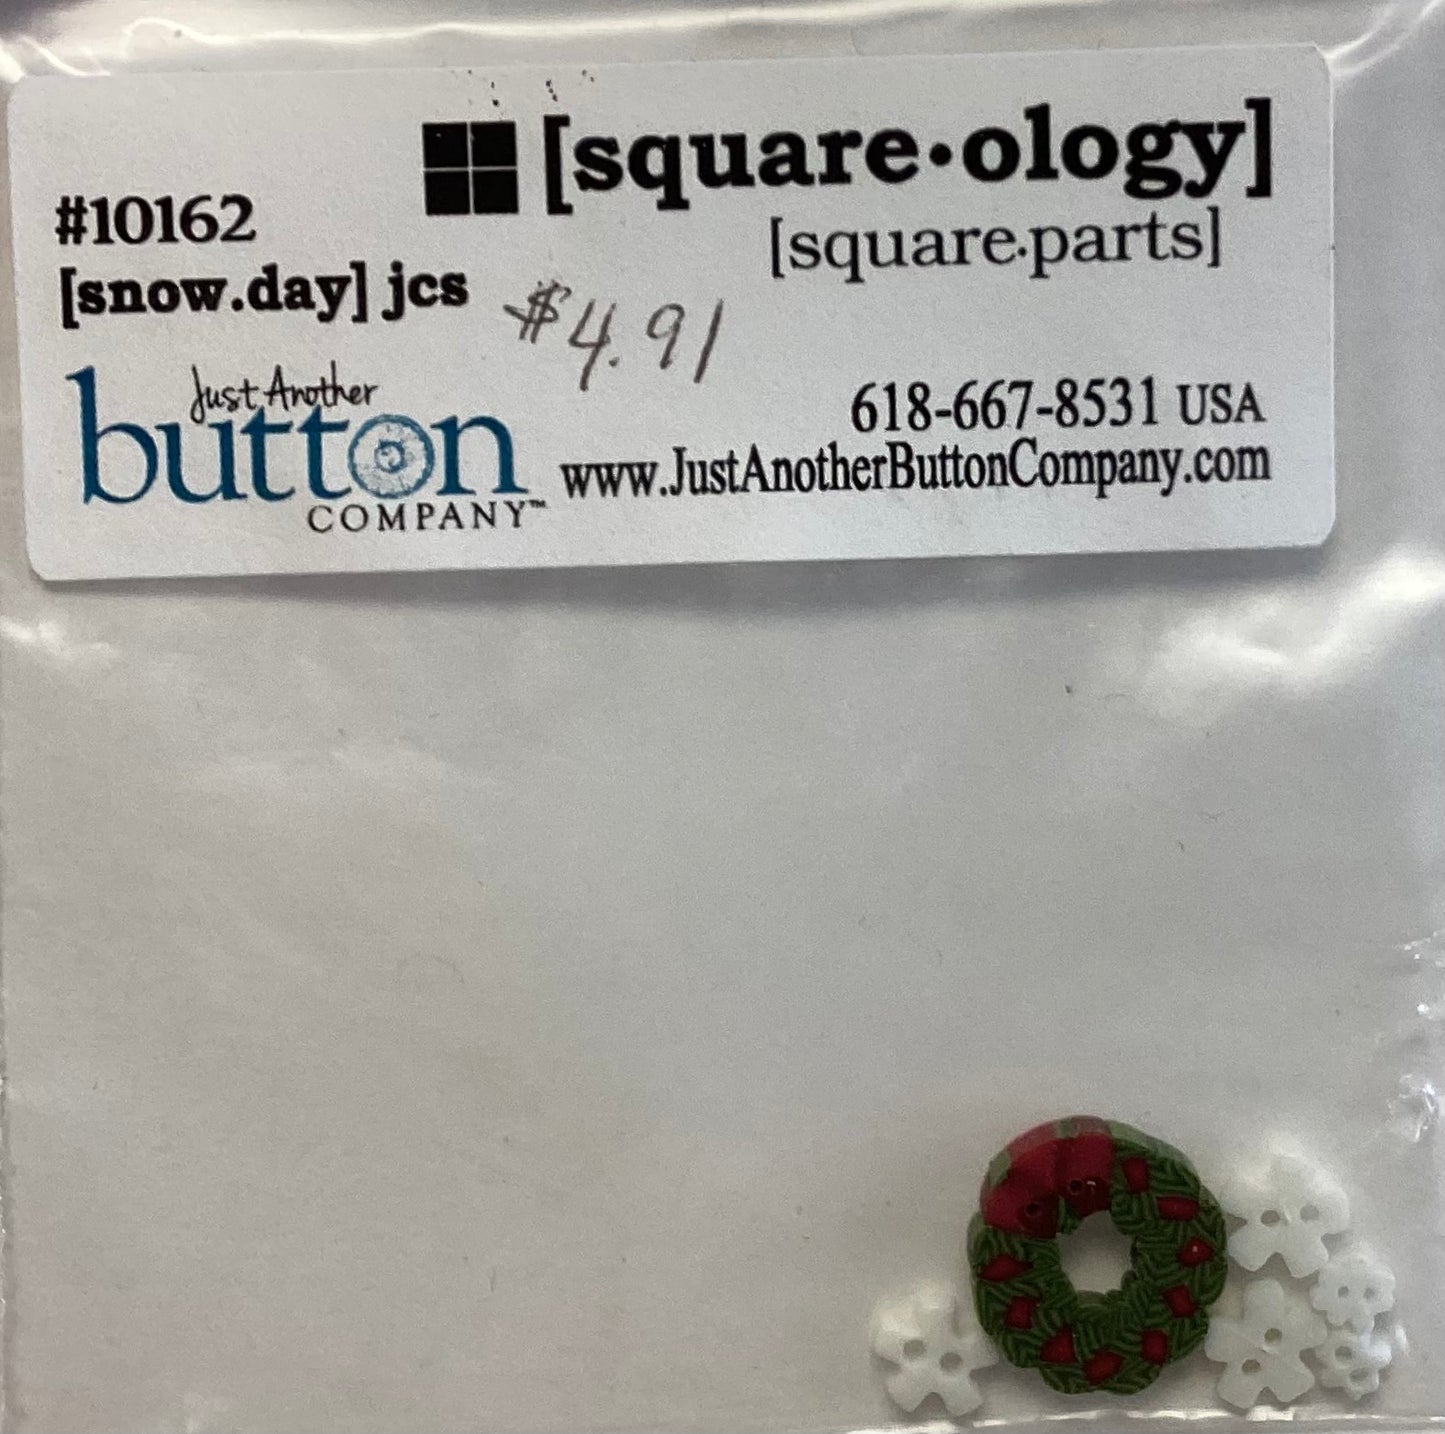 [square•ology]
[square.parts]
#10162
[snow.day] jcs
$4.91
Just Another
button
COMPANY™
618-667-8531 USA
www.JustAnotherButtonCompany.com